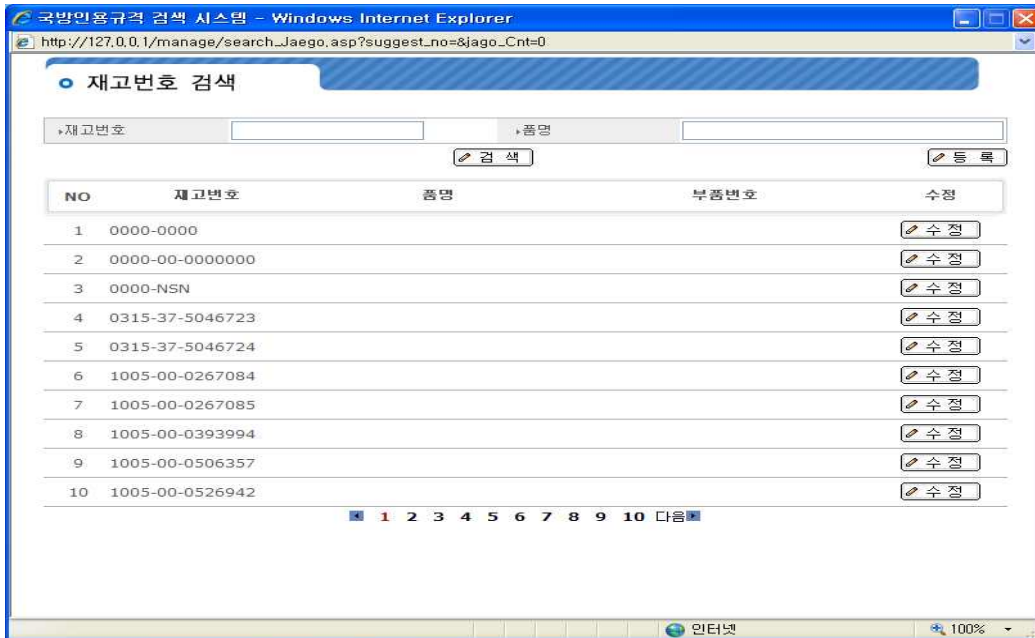 국방인용규격 검색 시스템 - Windows Internet Explorer
http://127.0.0.1/manage/search_Jaego.asp?suggest_no=&jago_Cnt=0
재고번호 검색
재고번호 품명
검 색 등 록
NO 재고번호 품명 부품번호 수정
1 0000-0000 수 정
2 0000-00-0000000 수 정
3 0000-NSN 수 정
4 0315-37-5046723 수 정
5 0315-37-5046724 수 정
6 1005-00-0267084 수 정
7 1005-00-0267085 수 정
8 1005-00-0393994 수 정
9 1005-00-0506357 수 정
10 1005-00-0526942 수 정
1 2 3 4 5 6 7 8 9 10 다음
인터넷 100%